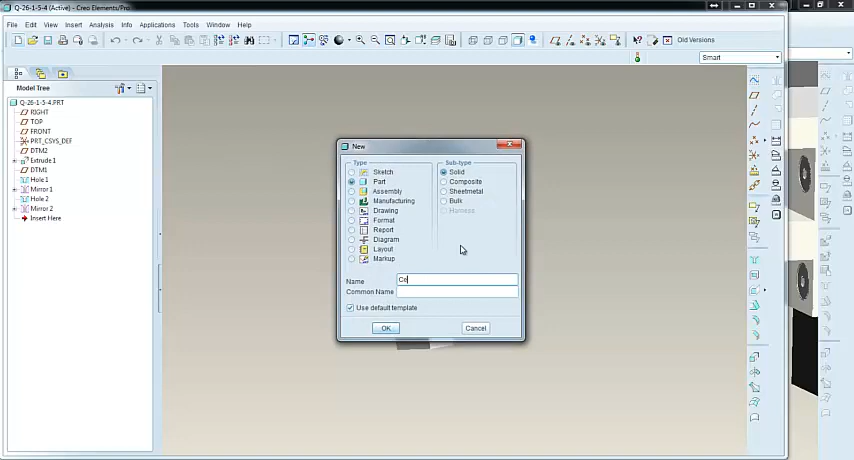 Q-26-1-5-4 (Active) - Creo Elements/Pro
File Edit View Insert Analysis Info Applications Tools Window Help
Old Versions
Smart
Model Tree
Q-26-1-5-4.PRT
RIGHT
TOP
FRONT
PRT_CSYS_DEF
DTM2
Extrude 1
DTM1
Hole 1
Mirror 1
Hole 2
Mirror 2
Insert Here
New
Type
Sketch
Part
Assembly
Manufacturing
Drawing
Format
Report
Diagram
Layout
Markup
Sub-type
Solid
Composite
Sheetmetal
Bulk
Harness
Name Ce
Common Name
Use default template
OK Cancel